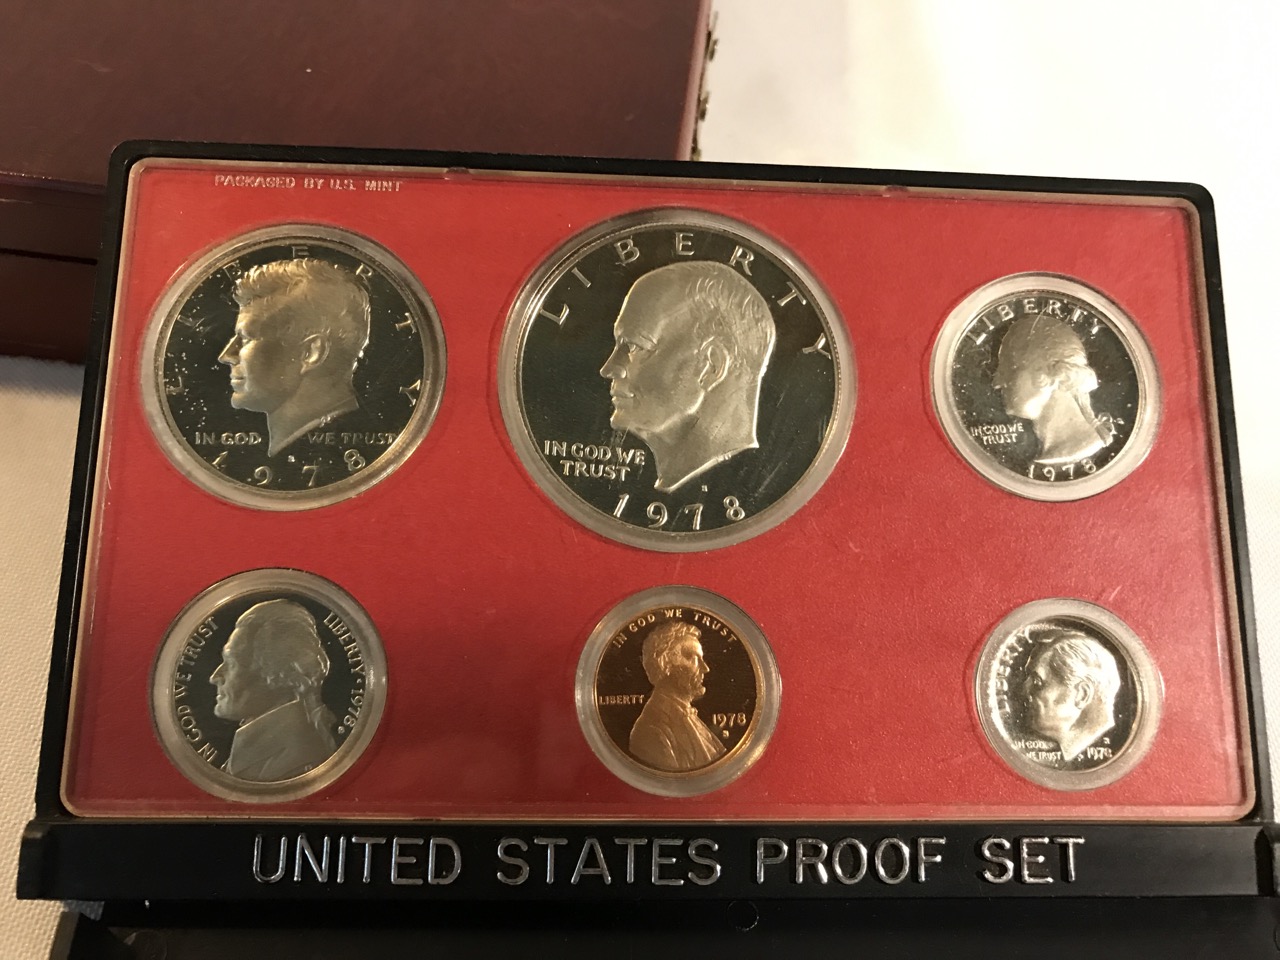 PACKAGED BY U.S. MINT
LIBERTY
IN GOD WE TRUST
S
1978
LIBERTY
IN GOD WE
TRUST
S
1978
LIBERTY
IN GOD WE
TRUST
1978
IN GOD WE TRUST
LIBERTY · 1978 S
IN GOD WE TRUST
LIBERTY
1978
S
LIBERTY
IN GOD
WE TRUST
S
1978
UNITED STATES PROOF SET